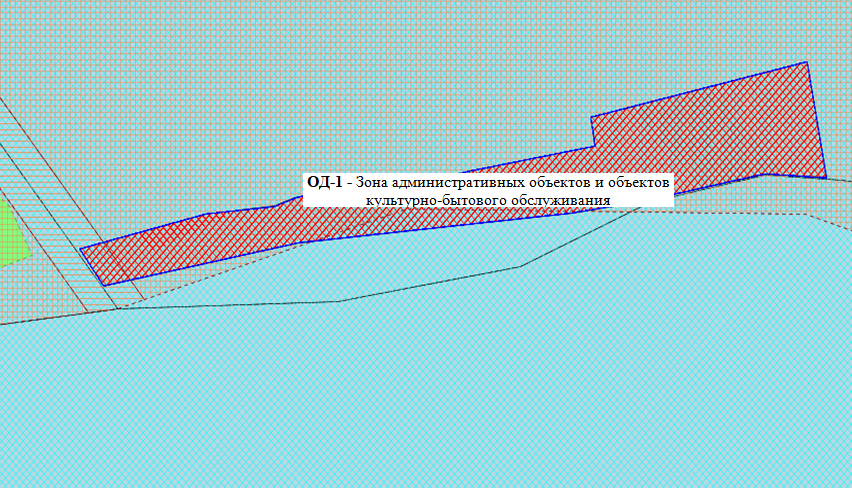 ОД-1 - Зона административных объектов и объектов
культурно-бытового обслуживания